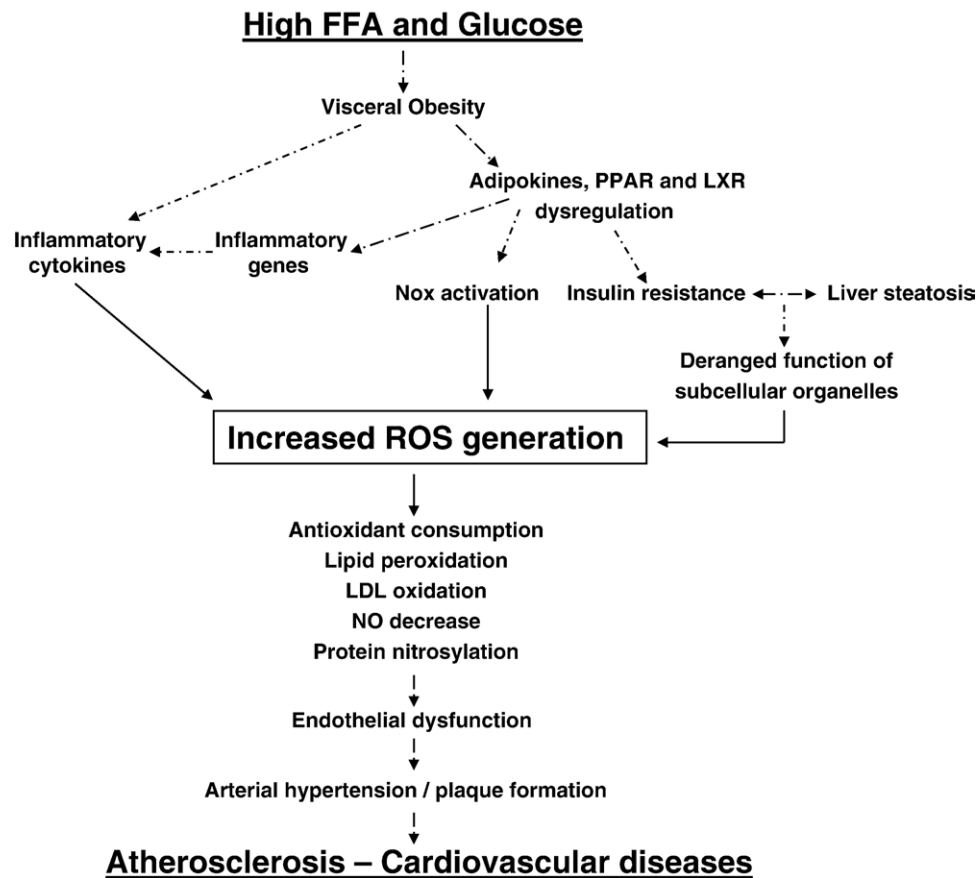 High FFA and Glucose
Visceral Obesity
Adipokines, PPAR and LXR
dysregulation
Inflammatory
cytokines
Inflammatory
genes
Nox activation
Insulin resistance
Liver steatosis
Deranged function of
subcellular organelles
Increased ROS generation
Antioxidant consumption
Lipid peroxidation
LDL oxidation
NO decrease
Protein nitrosylation
Endothelial dysfunction
Arterial hypertension / plaque formation
Atherosclerosis – Cardiovascular diseases